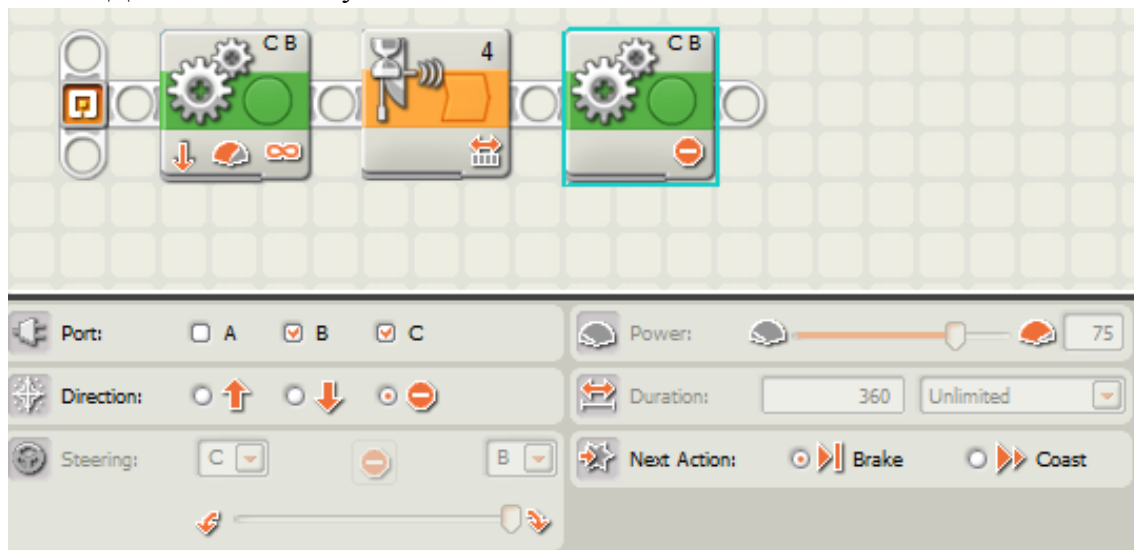 C B
4
C B
Port:
A
B
C
Power:
75
Direction:
Duration:
360
Unlimited
Steering:
C
B
Next Action:
Brake
Coast